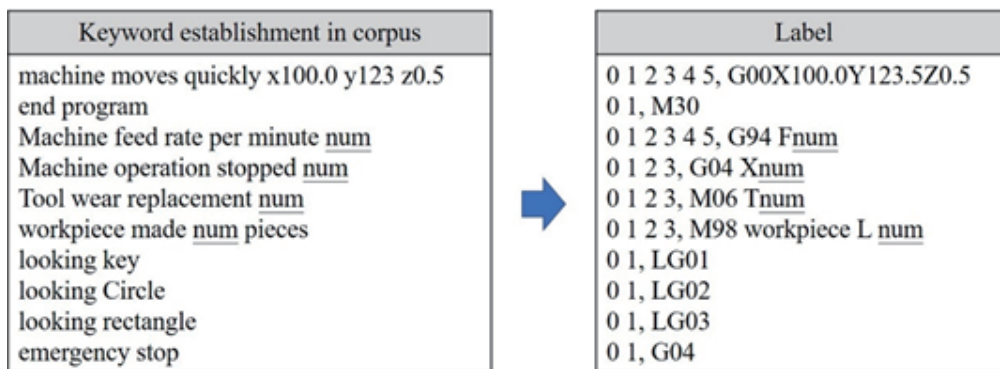 Keyword establishment in corpus
machine moves quickly x100.0 y123 z0.5
end program
Machine feed rate per minute num
Machine operation stopped num
Tool wear replacement num
workpiece made num pieces
looking key
looking Circle
looking rectangle
emergency stop
Label
0 1 2 3 4 5, G00X100.0Y123.5Z0.5
0 1, M30
0 1 2 3 4 5, G94 Fnum
0 1 2 3, G04 Xnum
0 1 2 3, M06 Tnum
0 1 2 3, M98 workpiece L num
0 1, LG01
0 1, LG02
0 1, LG03
0 1, G04